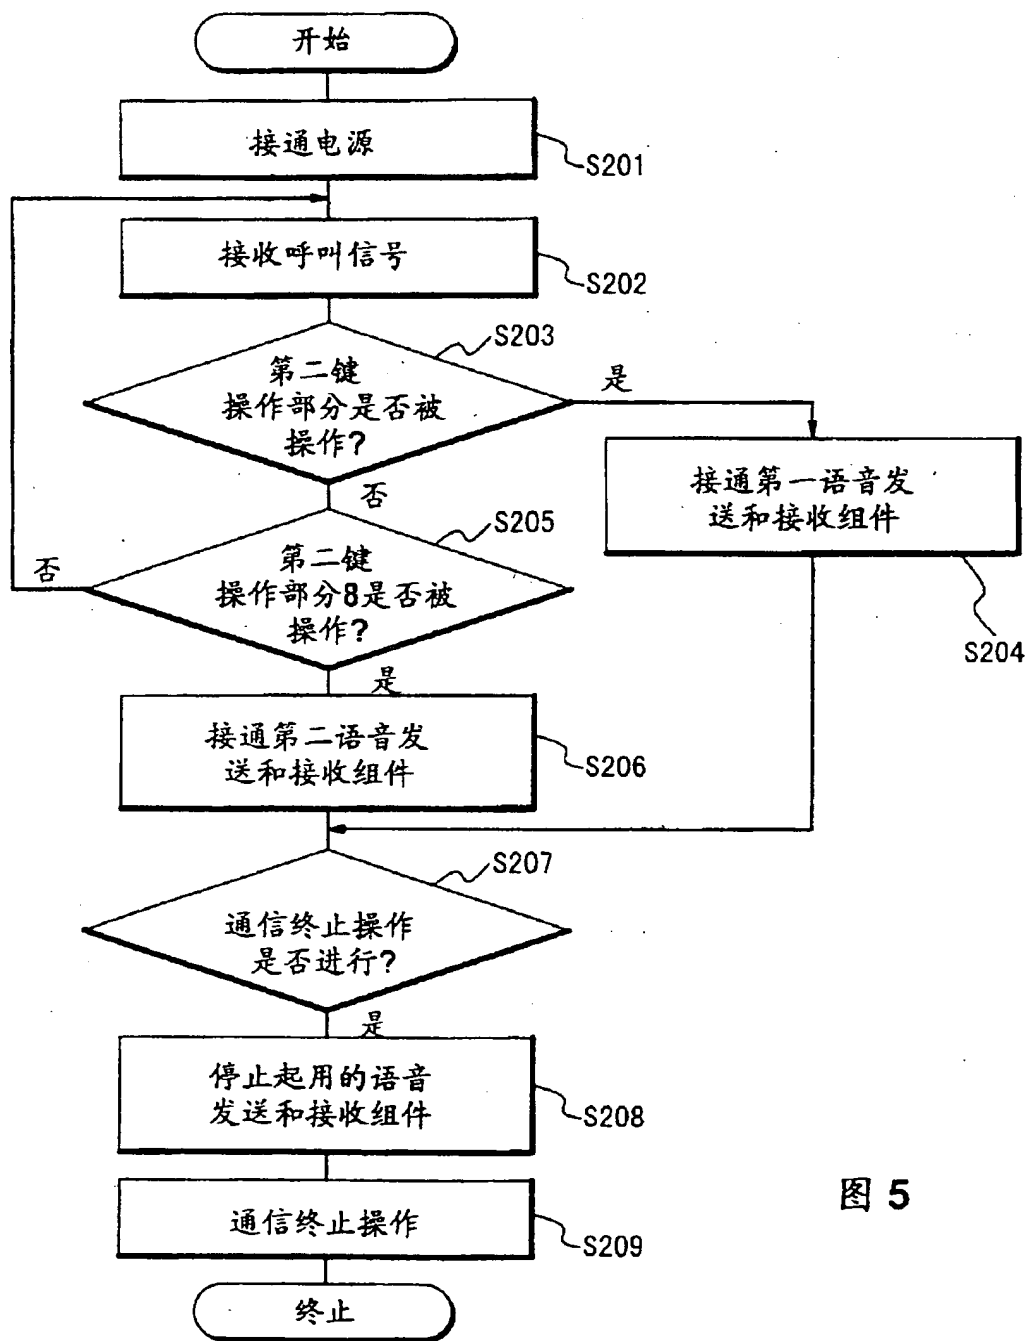 开始
接通电源
S201
接收呼叫信号
S202
S203
第二键
操作部分是否被
操作?
是
否
接通第一语音发
送和接收组件
S204
S205
第二键
操作部分8是否被
操作?
否
是
接通第二语音发
送和接收组件
S206
S207
通信终止操作
是否进行?
是
停止起用的语音
发送和接收组件
S208
通信终止操作
S209
终止
图 5